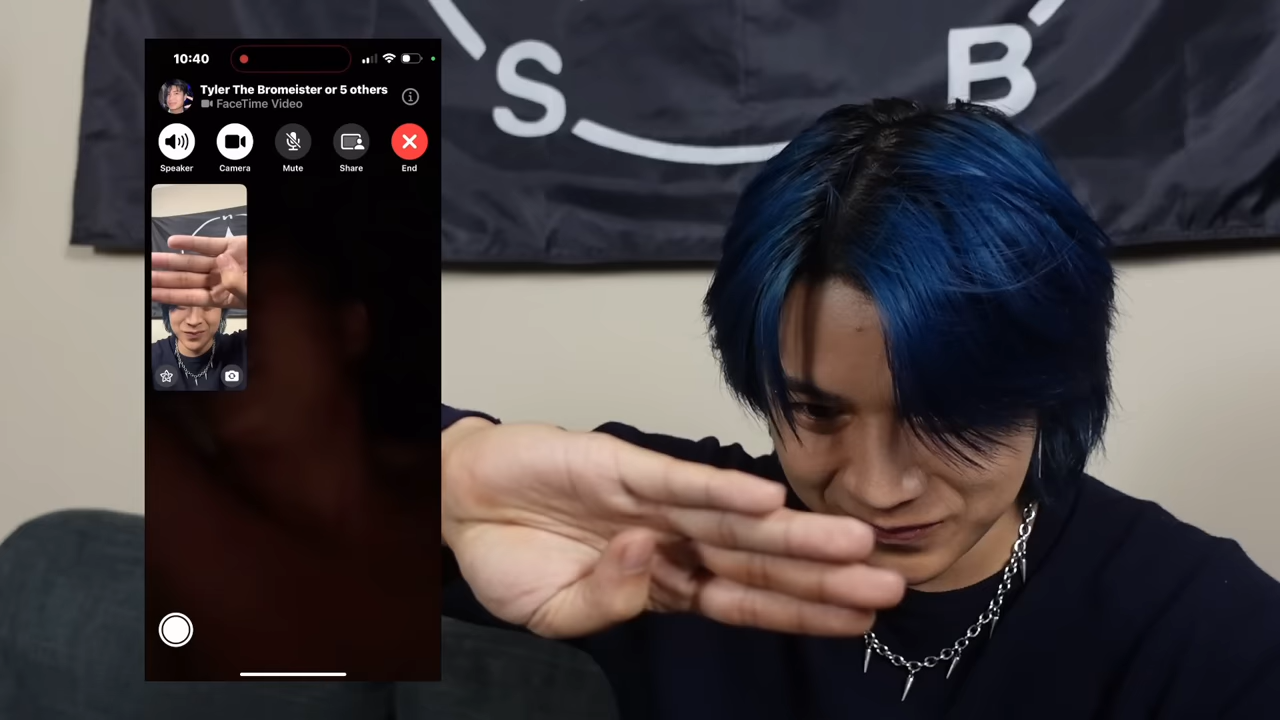 10:40
Tyler The Bromeister or 5 others
FaceTime Video
Speaker
Camera
Mute
Share
End
S
B